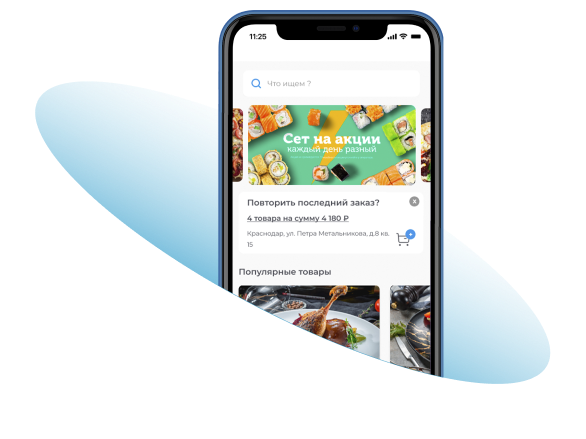 11:25
Что ищем ?
Сет на акции
каждый день разный
Повторить последний заказ?
x
4 товара на сумму 4 180 ₽
Краснодар, ул. Петра Метальникова, д.8 кв.
15
Популярные товары